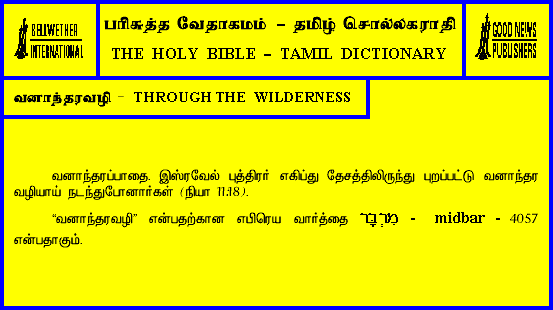 BELLWETHER
INTERNATIONAL
பரிசுத்த வேதாகமம் - தமிழ் சொல்லகராதி
THE HOLY BIBLE - TAMIL DICTIONARY
GOOD NEWS
PUBLISHERS
வனாந்தரவழி - THROUGH THE WILDERNESS
வனாந்தரப்பாதை. இஸ்ரவேல் புத்திரர் எகிப்து தேசத்திலிருந்து புறப்பட்டு வனாந்தர
வழியாய் நடந்துபோனார்கள் (நியா 11:18).
“வனாந்தரவழி” என்பதற்கான எபிரெய வார்த்தை מִדְבָּר - midbar - 4057
என்பதாகும்.